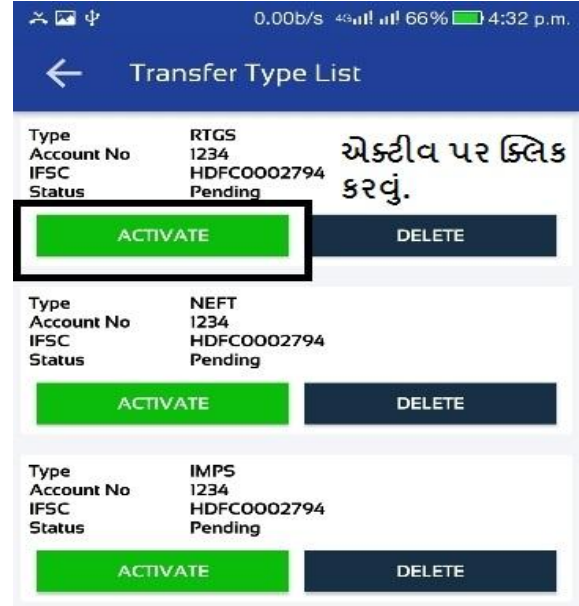 0.00b/s 4G 66% 4:32 p.m.
Transfer Type List
Type RTGS
Account No 1234
IFSC HDFC0002794
Status Pending
એક્ટીવ પર ક્લિક
કરવું.
ACTIVATE DELETE
Type NEFT
Account No 1234
IFSC HDFC0002794
Status Pending
ACTIVATE DELETE
Type IMPS
Account No 1234
IFSC HDFC0002794
Status Pending
ACTIVATE DELETE